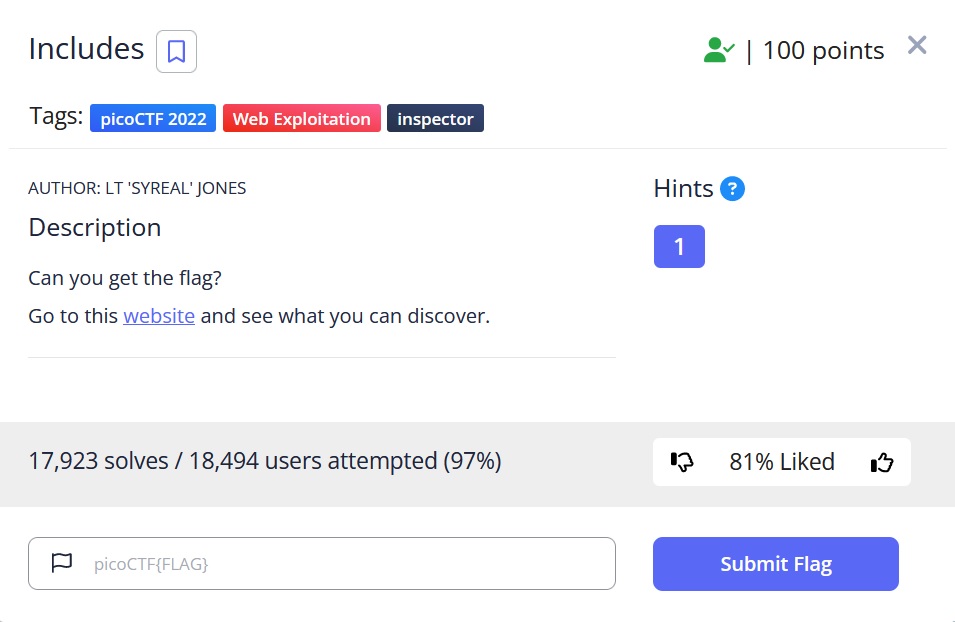 Includes
| 100 points
Tags: picoCTF 2022 Web Exploitation inspector
AUTHOR: LT 'SYREAL' JONES
Description
Can you get the flag?
Go to this website and see what you can discover.
Hints ?
1
17,923 solves / 18,494 users attempted (97%)
81% Liked
picoCTF{FLAG}
Submit Flag